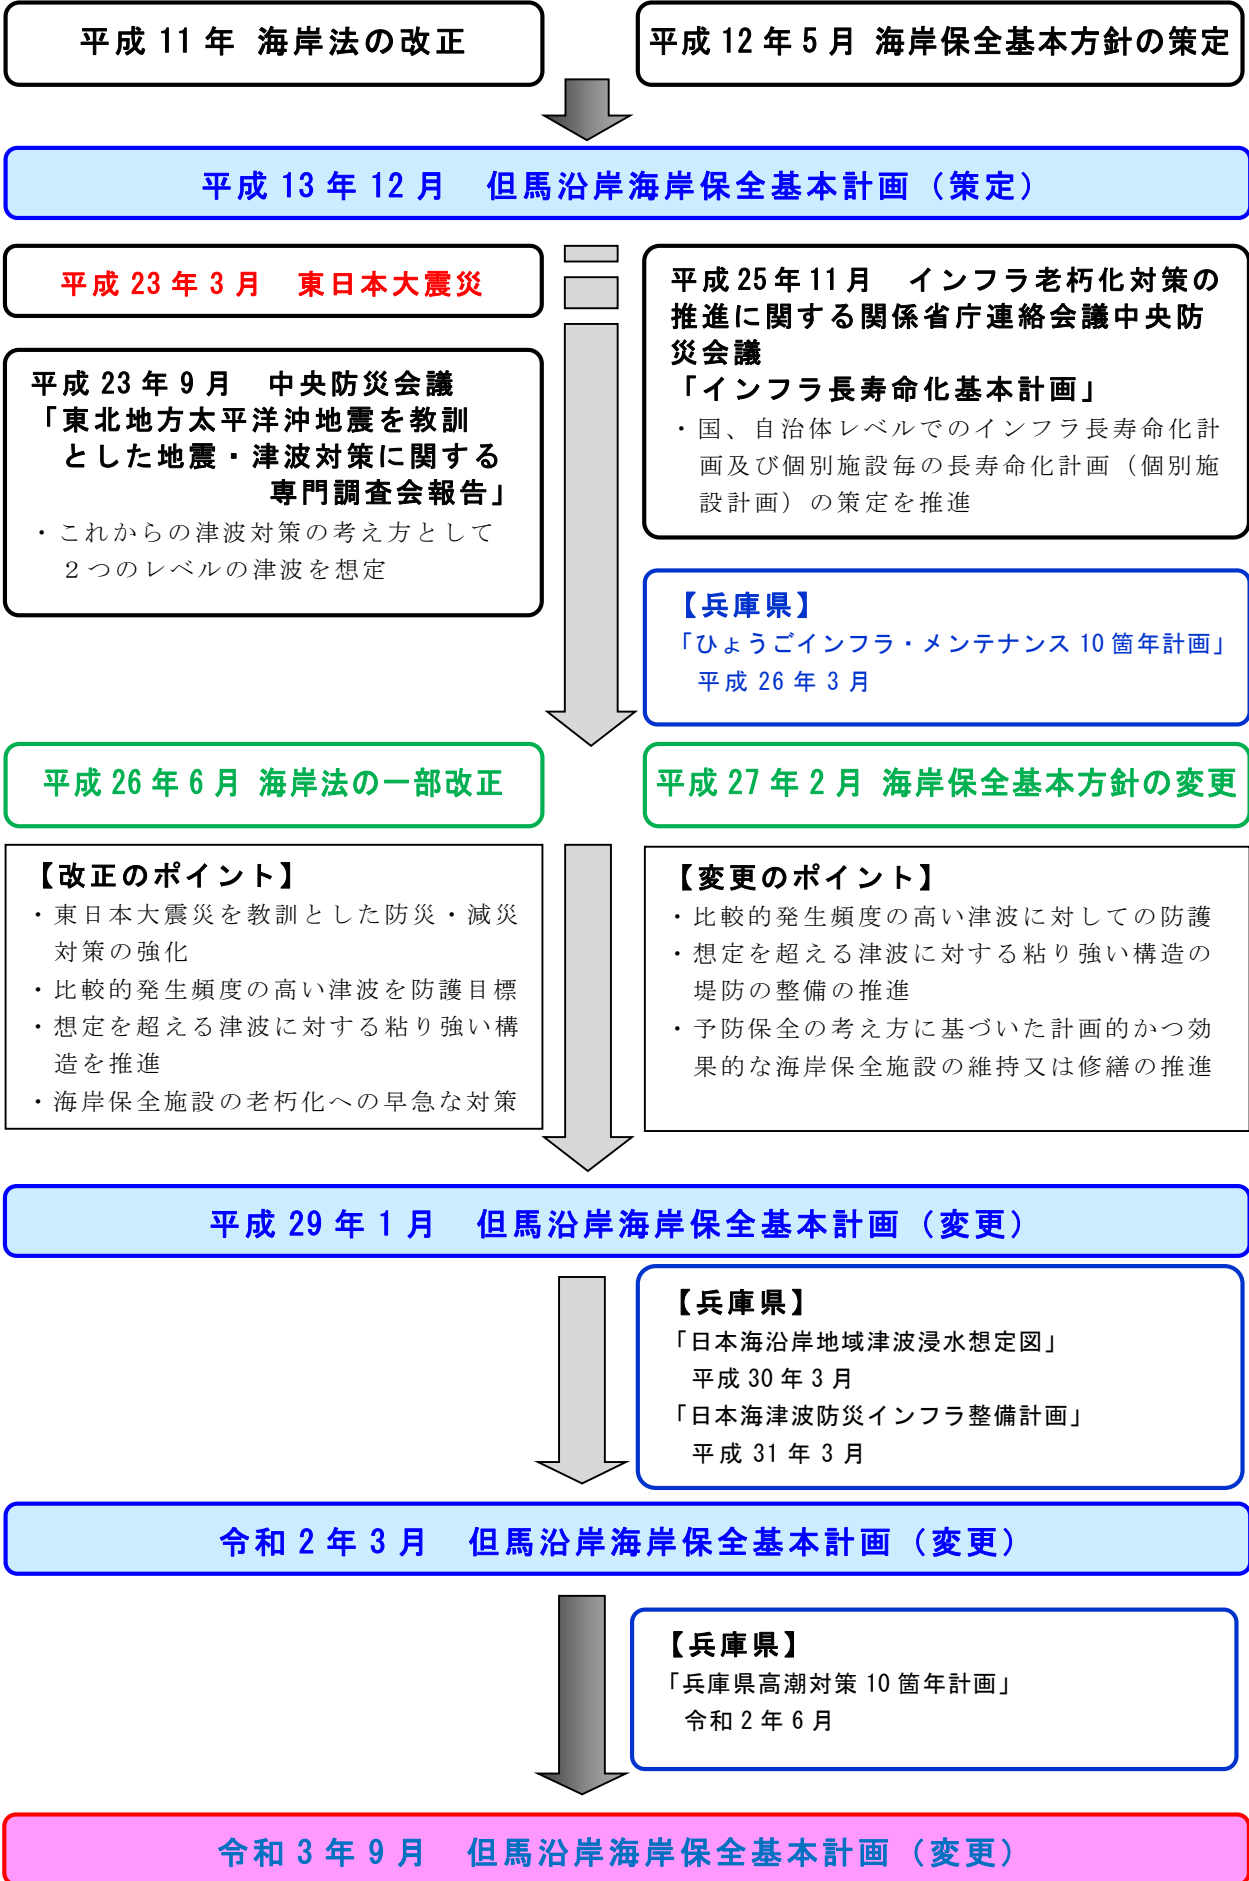 平成 11 年 海岸法の改正
平成 12 年 5 月 海岸保全基本方針の策定
平成 13 年 12 月 但馬沿岸海岸保全基本計画（策定）
平成 23 年 3 月 東日本大震災
平成 23 年 9 月 中央防災会議
「東北地方太平洋沖地震を教訓
とした地震・津波対策に関する
専門調査会報告」
・これからの津波対策の考え方として
２つのレベルの津波を想定
平成 25 年 11 月 インフラ老朽化対策の
推進に関する関係省庁連絡会議中央防
災会議
「インフラ長寿命化基本計画」
・国、自治体レベルでのインフラ長寿命化計
画及び個別施設毎の長寿命化計画（個別施
設計画）の策定を推進
【兵庫県】
「ひょうごインフラ・メンテナンス 10 箇年計画」
平成 26 年 3 月
平成 26 年 6 月 海岸法の一部改正
平成 27 年 2 月 海岸保全基本方針の変更
【改正のポイント】
・東日本大震災を教訓とした防災・減災
対策の強化
・比較的発生頻度の高い津波を防護目標
・想定を超える津波に対する粘り強い構
造を推進
・海岸保全施設の老朽化への早急な対策
【変更のポイント】
・比較的発生頻度の高い津波に対しての防護
・想定を超える津波に対する粘り強い構造の
堤防の整備の推進
・予防保全の考え方に基づいた計画的かつ効
果的な海岸保全施設の維持又は修繕の推進
平成 29 年 1 月 但馬沿岸海岸保全基本計画（変更）
【兵庫県】
「日本海沿岸地域津波浸水想定図」
平成 30 年 3 月
「日本海津波防災インフラ整備計画」
平成 31 年 3 月
令和 2 年 3 月 但馬沿岸海岸保全基本計画（変更）
【兵庫県】
「兵庫県高潮対策 10 箇年計画」
令和 2 年 6 月
令和 3 年 9 月 但馬沿岸海岸保全基本計画（変更）